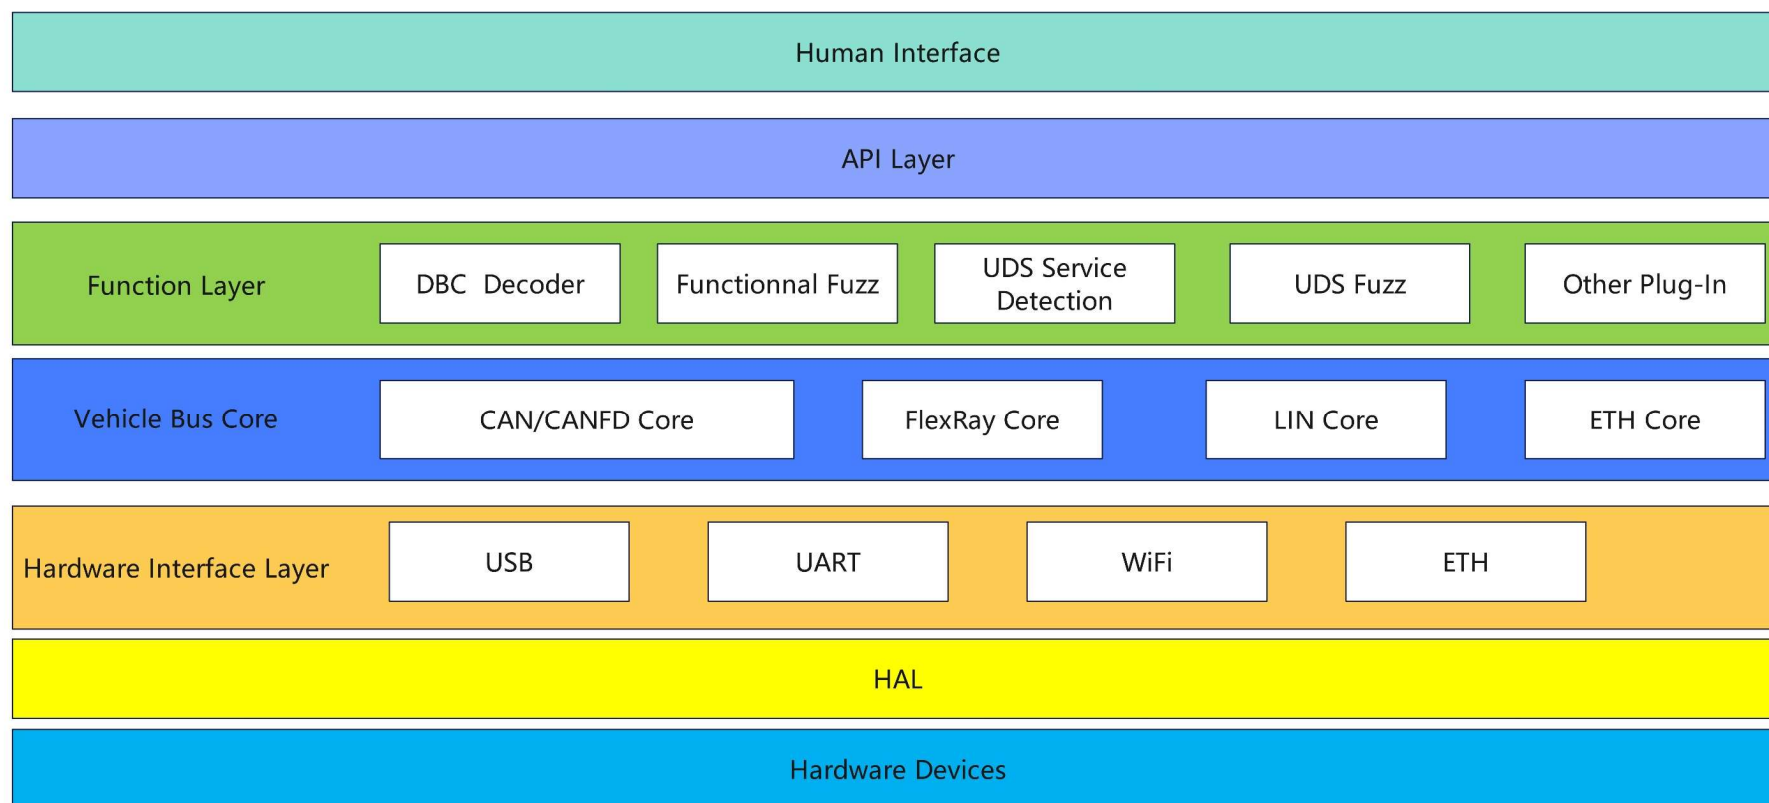 Human Interface
API Layer
Function Layer
DBC  Decoder
Functionnal Fuzz
UDS Service
Detection
UDS Fuzz
Other Plug-In
Vehicle Bus Core
CAN/CANFD Core
FlexRay Core
LIN Core
ETH Core
Hardware Interface Layer
USB
UART
WiFi
ETH
HAL
Hardware Devices